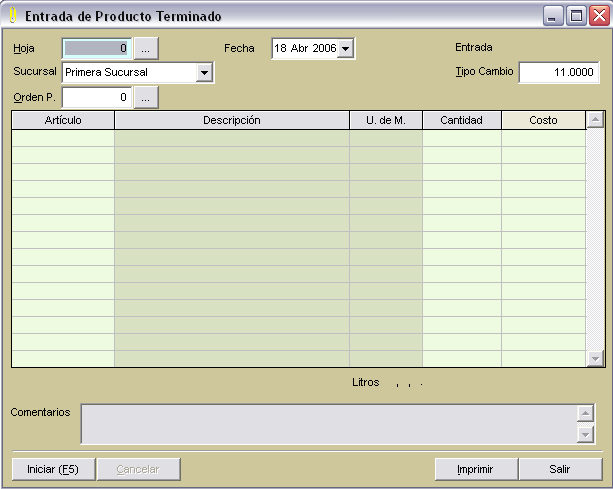 Entrada de Producto Terminado
Hoja 0 ... Fecha 18 Abr 2006 Entrada
Sucursal Primera Sucursal Tipo Cambio 11.0000
Orden P. 0 ...
Artículo Descripción U. de M. Cantidad Costo
Litros , , .
Comentarios
Iniciar (F5) Cancelar Imprimir Salir